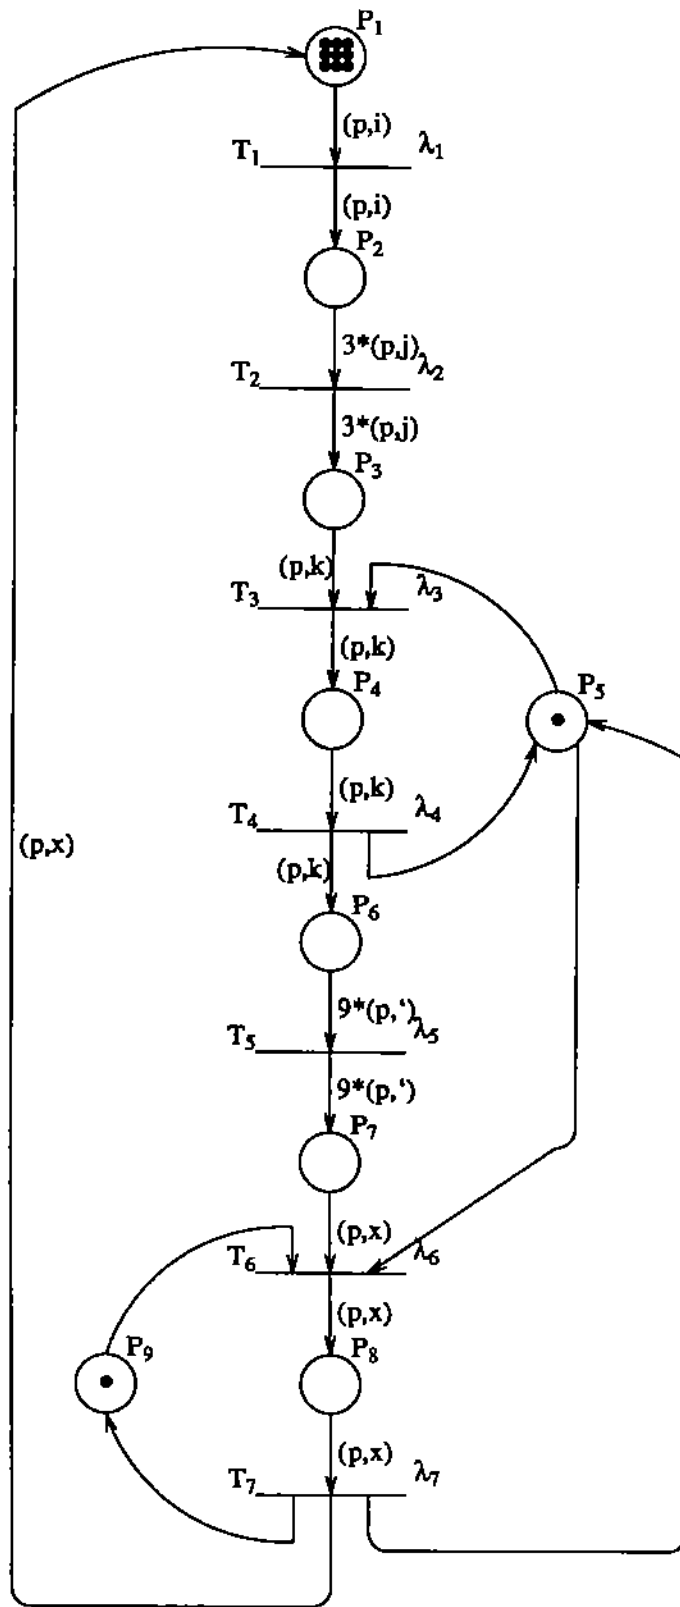 P1
(p,i)
T1 λ1
(p,i)
P2
3*(p,j)
T2 λ2
3*(p,j)
P3
(p,k)
T3 λ3
(p,k)
P4 P5
(p,k)
T4 λ4
(p,x)
(p,k)
P6
9*(p,‘)
T5 λ5
9*(p,‘)
P7
(p,x)
T6 λ6
(p,x)
P9 P8
(p,x)
T7 λ7